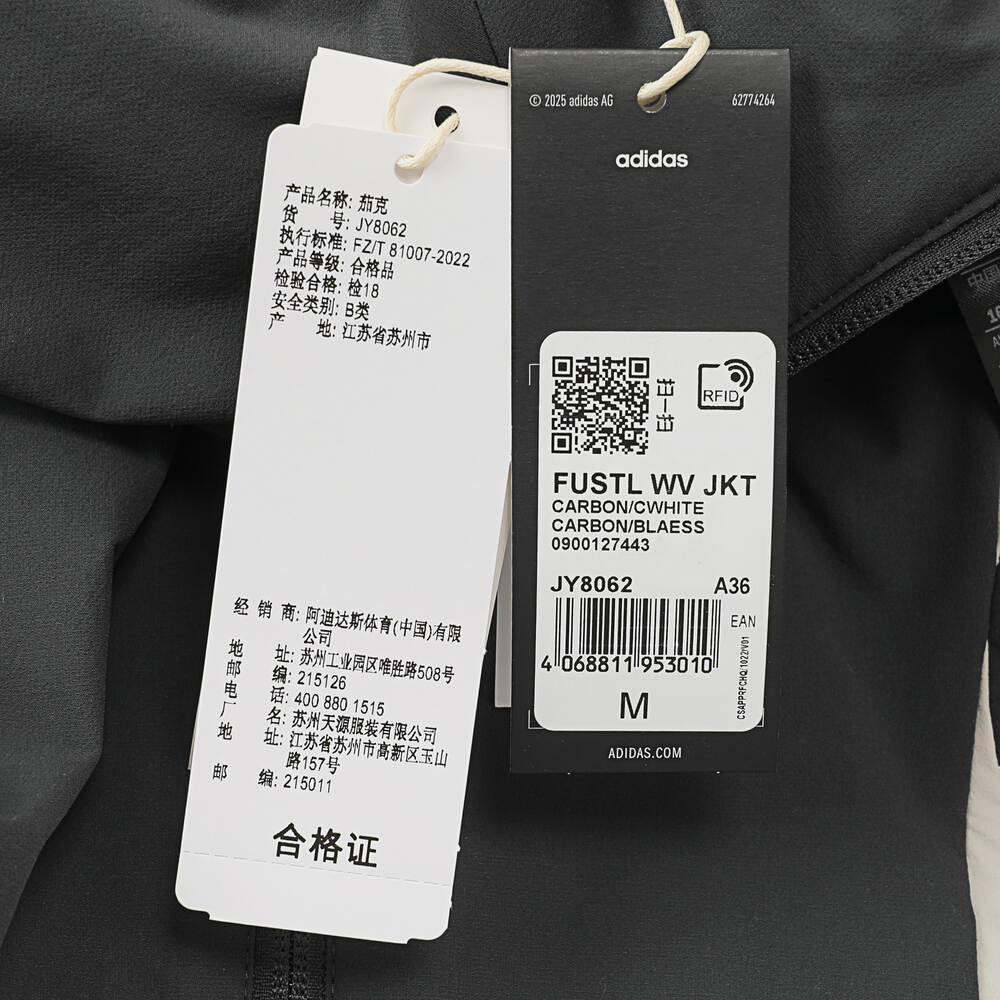 产品名称: 茄克
货 号: JY8062
执行标准: FZ/T 81007-2022
产品等级: 合格品
检验合格: 检18
安全类别: B类
产 地: 江苏省苏州市
经 销 商: 阿迪达斯体育(中国)有限
公司
地 址: 苏州工业园区唯胜路508号
邮 编: 215126
电 话: 400 880 1515
厂 名: 苏州天源服装有限公司
地 址: 江苏省苏州市高新区玉山
路157号
邮 编: 215011
合格证
© 2025 adidas AG
62774264
adidas
扫一扫
RFID
FUSTL WV JKT
CARBON/CWHITE
CARBON/BLAESS
0900127443
JY8062 A36
EAN
4 068811 953010
M
CSAPPRFCHQ/1022/V01
ADIDAS.COM
中国